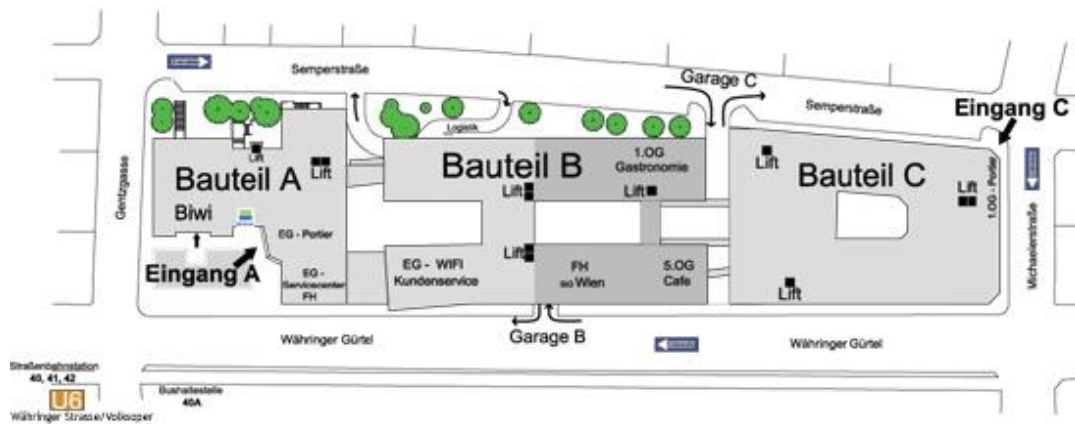 Semperstraße
Garage C
Semperstraße
Eingang C
Logistik
Lift
Lift
Bauteil A
Bauteil B
1.OG
Gastronomie
Lift
Lift
Lift
Bauteil C
Lift
1.OG - Portier
Gentzgasse
Michaelerstraße
Biwi
EG - Portier
Eingang A
EG -
Servicecenter
FH
Lift
EG - WIFI
Kundenservice
FH
Wien
5.OG
Cafe
Lift
Währinger Gürtel
Garage B
Währinger Gürtel
Straßenbahnstation
40, 41, 42
U6
Währinger Strasse/Volksoper
Bushaltestelle
40A